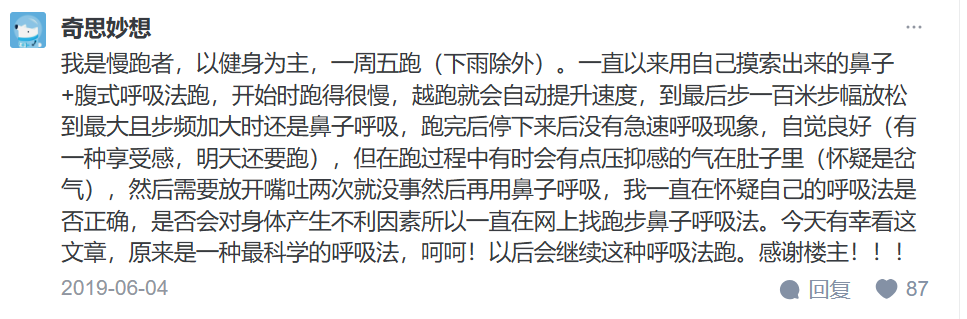 奇思妙想
我是慢跑者，以健身为主，一周五跑（下雨除外）。一直以来用自己摸索出来的鼻子
+腹式呼吸法跑，开始时跑得很慢，越跑就会自动提升速度，到最后步一百米步幅放松
到最大且步频加大时还是鼻子呼吸，跑完后停下来后没有急速呼吸现象，自觉良好（有
一种享受感，明天还要跑），但在跑过程中有时会有点压抑感的气在肚子里（怀疑是岔
气），然后需要放开嘴吐两次就没事然后再用鼻子呼吸，我一直在怀疑自己的呼吸法是
否正确，是否会对身体产生不利因素所以一直在网上找跑步鼻子呼吸法。今天有幸看这
文章，原来是一种最科学的呼吸法，呵呵！以后会继续这种呼吸法跑。感谢楼主！！！
2019-06-04 回复 87